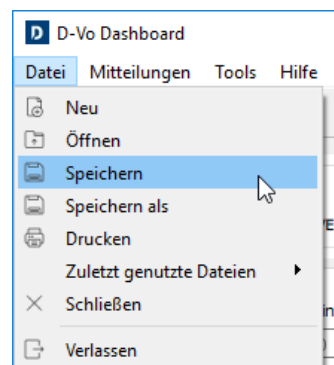 D D-Vo Dashboard
Datei Mitteilungen Tools Hilfe
Neu
Öffnen
Speichern
Speichern als
Drucken
Zuletzt genutzte Dateien
Schließen
Verlassen